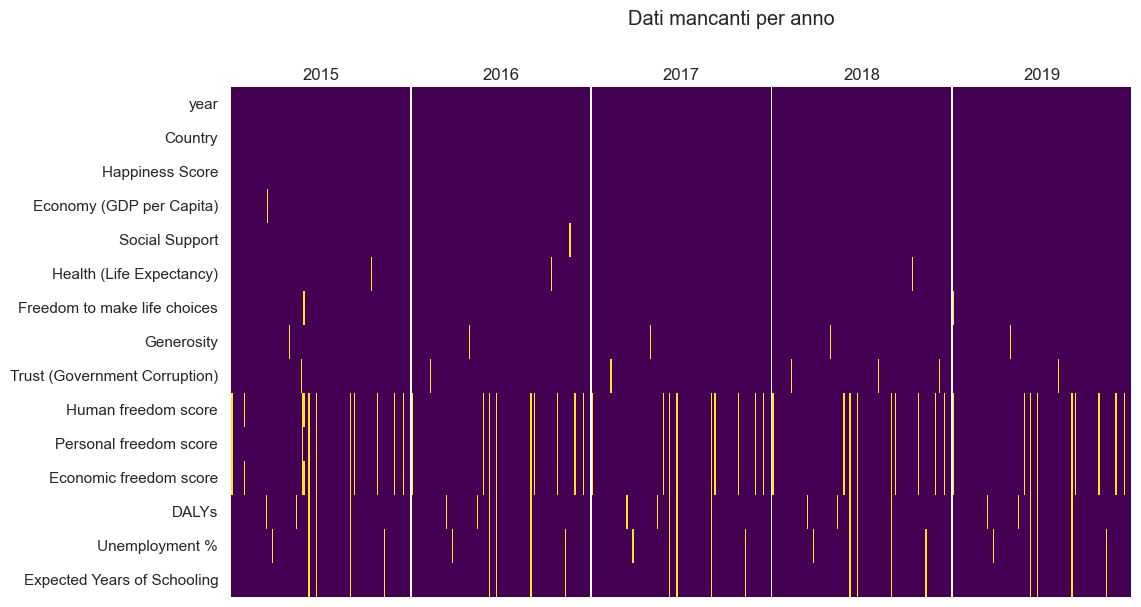 Dati mancanti per anno
2015 2016 2017 2018 2019
year
Country
Happiness Score
Economy (GDP per Capita)
Social Support
Health (Life Expectancy)
Freedom to make life choices
Generosity
Trust (Government Corruption)
Human freedom score
Personal freedom score
Economic freedom score
DALYs
Unemployment %
Expected Years of Schooling